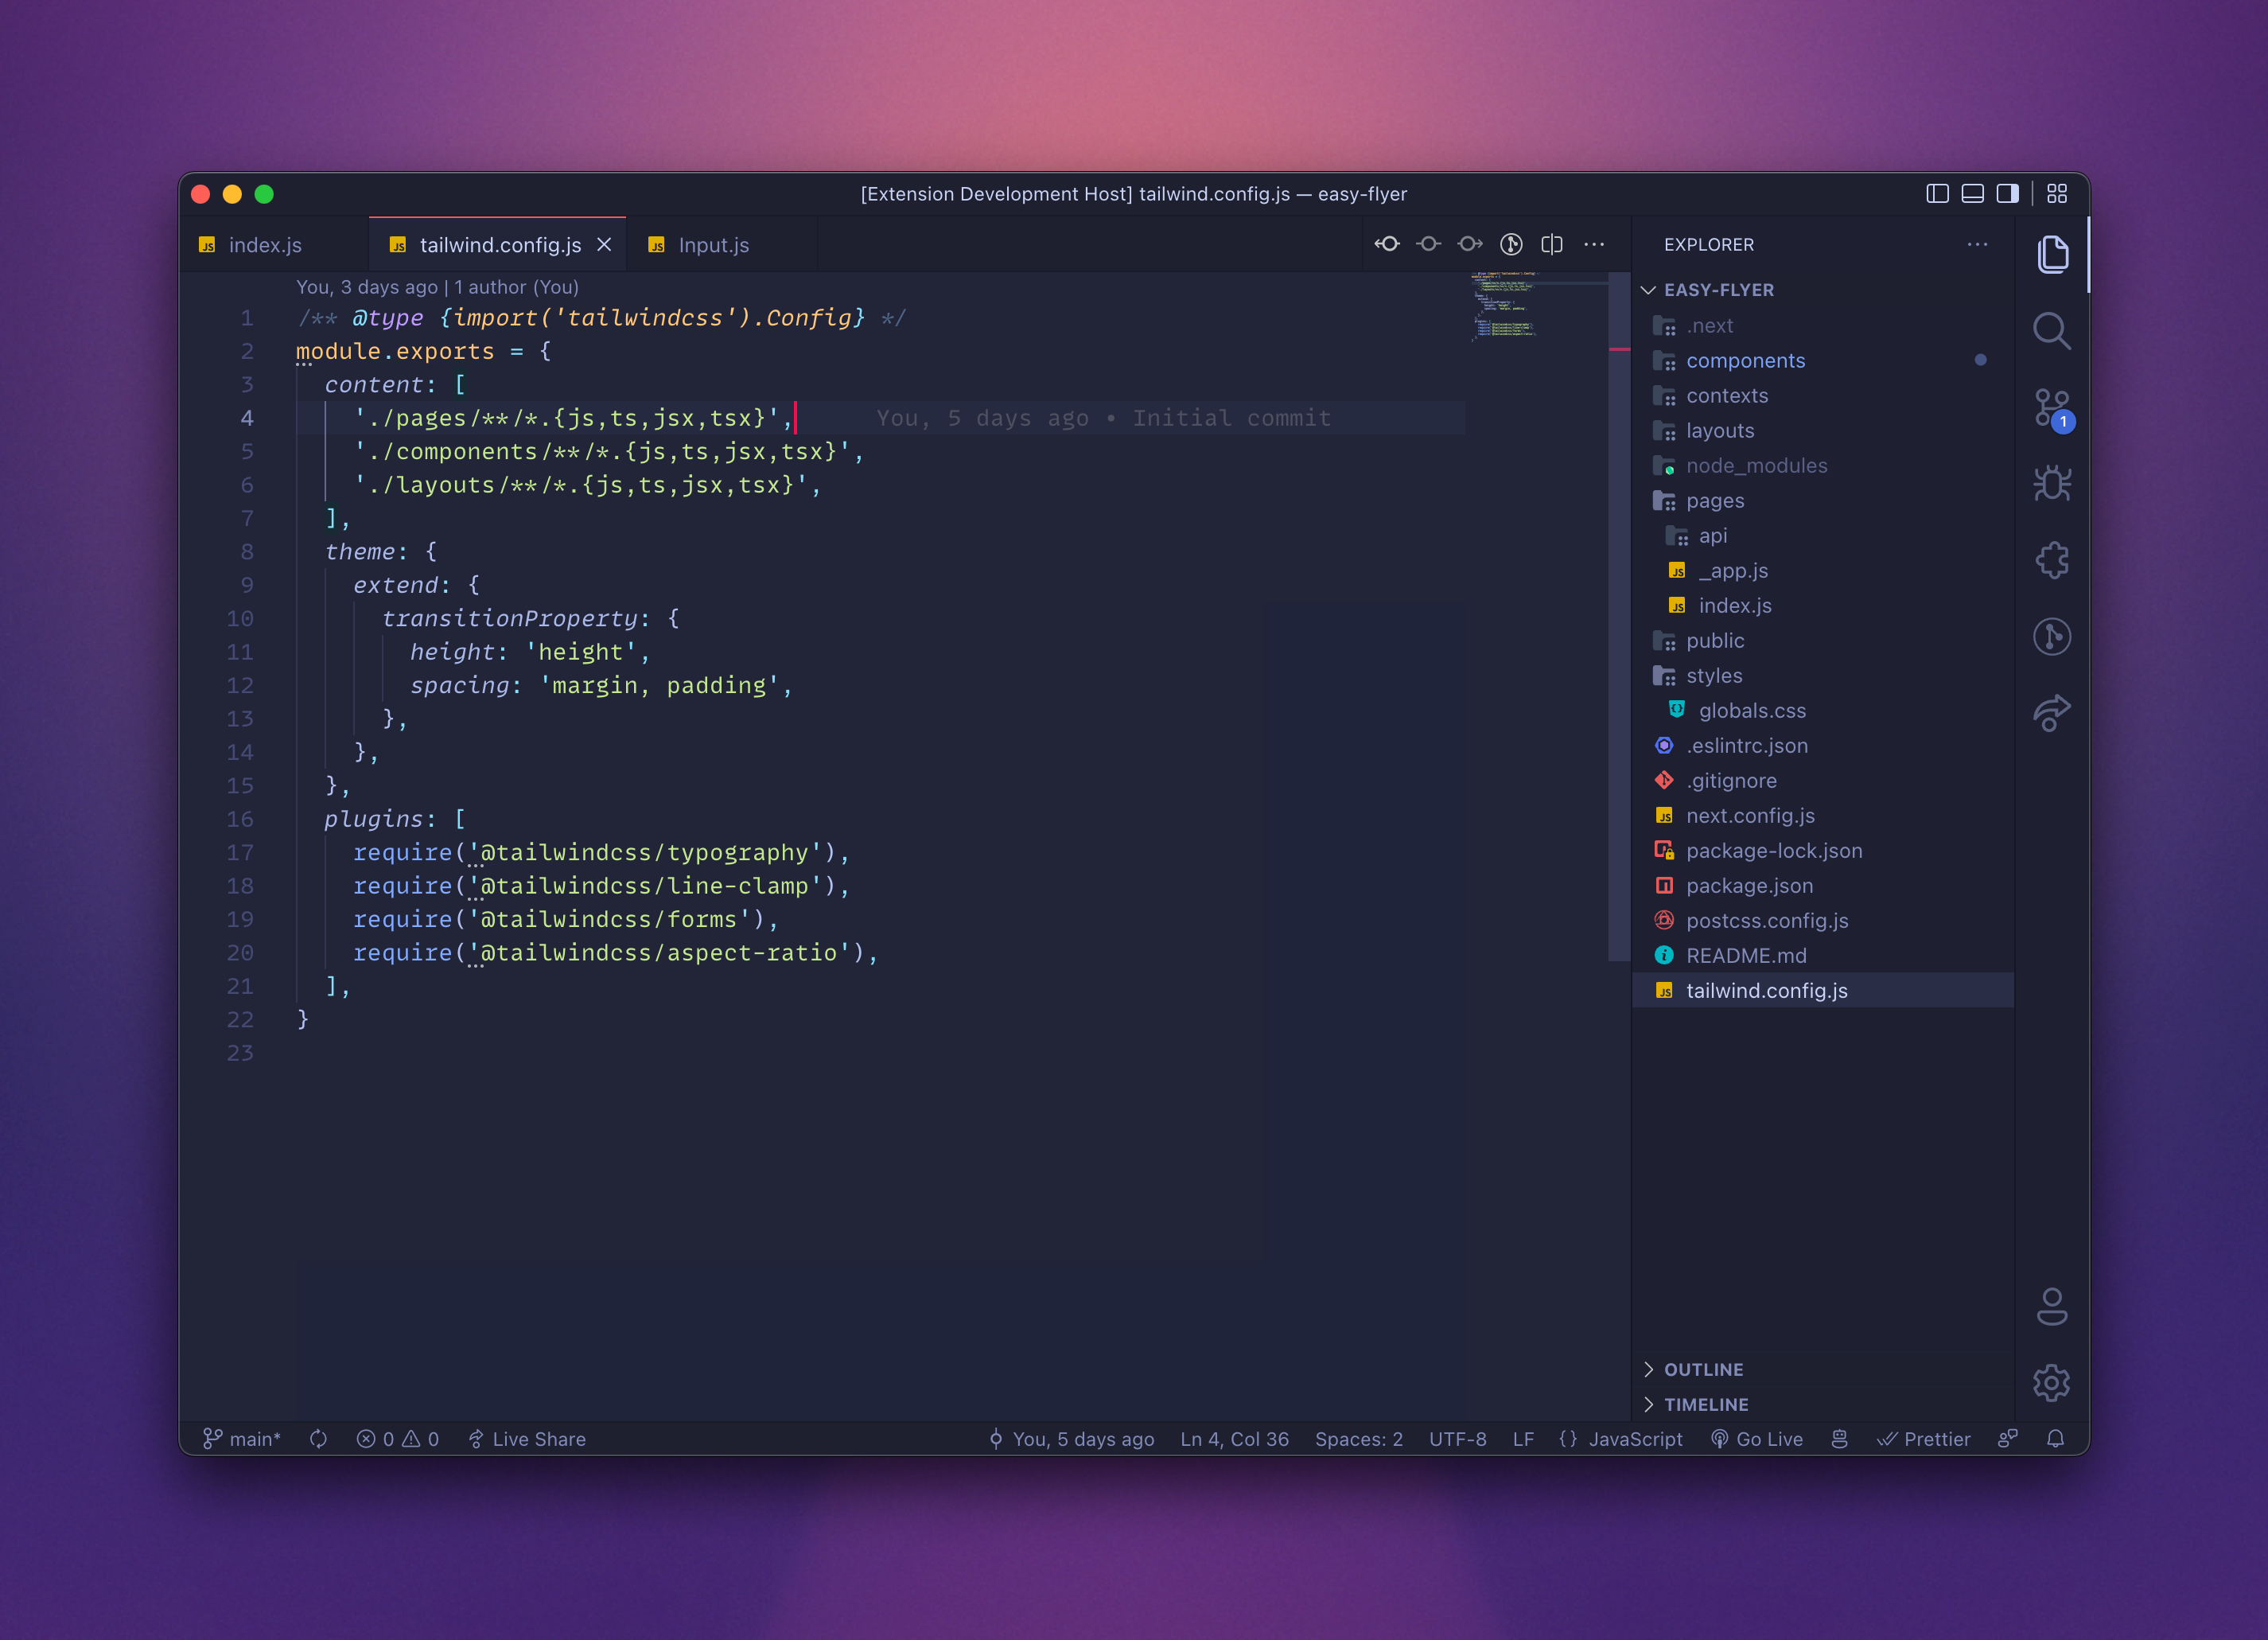 [Extension Development Host] tailwind.config.js — easy-flyer
index.js
tailwind.config.js
Input.js
You, 3 days ago | 1 author (You)
1 /** @type {import('tailwindcss').Config} */
2 module.exports = {
3 content: [
4 './pages/**/*.{js,ts,jsx,tsx}', You, 5 days ago • Initial commit
5 './components/**/*.{js,ts,jsx,tsx}',
6 './layouts/**/*.{js,ts,jsx,tsx}',
7 ],
8 theme: {
9 extend: {
10 transitionProperty: {
11 height: 'height',
12 spacing: 'margin, padding',
13 },
14 },
15 },
16 plugins: [
17 require('@tailwindcss/typography'),
18 require('@tailwindcss/line-clamp'),
19 require('@tailwindcss/forms'),
20 require('@tailwindcss/aspect-ratio'),
21 ],
22 }
23
EXPLORER
EASY-FLYER
.next
components
contexts
layouts
node_modules
pages
api
_app.js
index.js
public
styles
globals.css
.eslintrc.json
.gitignore
next.config.js
package-lock.json
package.json
postcss.config.js
README.md
tailwind.config.js
OUTLINE
TIMELINE
1
main*
0
0
Live Share
You, 5 days ago
Ln 4, Col 36
Spaces: 2
UTF-8
LF
{} JavaScript
Go Live
Prettier